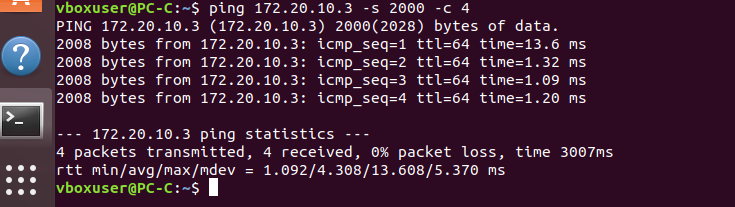 vboxuser@PC-C:~$ ping 172.20.10.3 -s 2000 -c 4
PING 172.20.10.3 (172.20.10.3) 2000(2028) bytes of data.
2008 bytes from 172.20.10.3: icmp_seq=1 ttl=64 time=13.6 ms
2008 bytes from 172.20.10.3: icmp_seq=2 ttl=64 time=1.32 ms
2008 bytes from 172.20.10.3: icmp_seq=3 ttl=64 time=1.09 ms
2008 bytes from 172.20.10.3: icmp_seq=4 ttl=64 time=1.20 ms
--- 172.20.10.3 ping statistics ---
4 packets transmitted, 4 received, 0% packet loss, time 3007ms
rtt min/avg/max/mdev = 1.092/4.308/13.608/5.370 ms
vboxuser@PC-C:~$